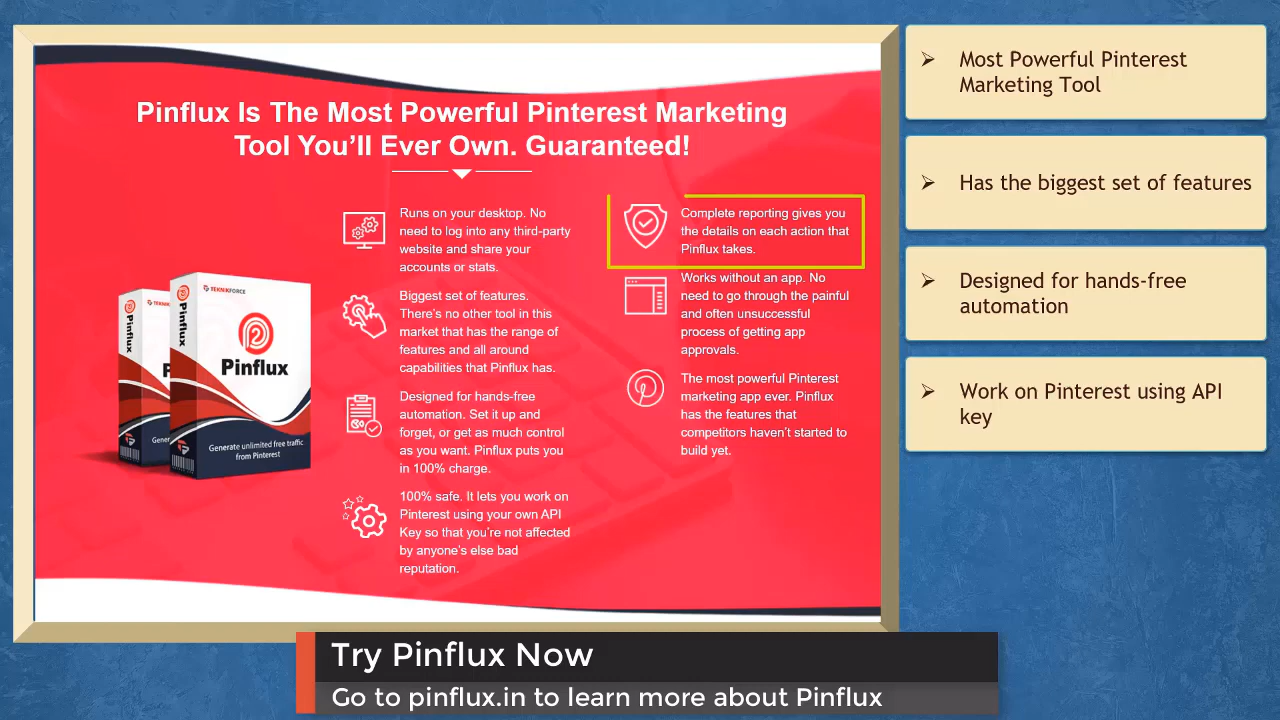 Pinflux Is The Most Powerful Pinterest Marketing
Tool You'll Ever Own. Guaranteed!
TEKNIKFORCE
Pinflux
Pinflux
Generate unlimited free traffic
from Pinterest
Runs on your desktop. No
need to log into any third-party
website and share your
accounts or stats.
Biggest set of features.
There's no other tool in this
market that has the range of
features and all around
capabilities that Pinflux has.
Designed for hands-free
automation. Set it up and
forget, or get as much control
as you want. Pinflux puts you
in 100% charge.
100% safe. It lets you work on
Pinterest using your own API
Key so that you're not affected
by anyone's else bad
reputation.
Complete reporting gives you
the details on each action that
Pinflux takes.
Works without an app. No
need to go through the painful
and often unsuccessful
process of getting app
approvals.
The most powerful Pinterest
marketing app ever. Pinflux
has the features that
competitors haven't started to
build yet.
Most Powerful Pinterest
Marketing Tool
Has the biggest set of features
Designed for hands-free
automation
Work on Pinterest using API
key
Try Pinflux Now
Go to pinflux.in to learn more about Pinflux